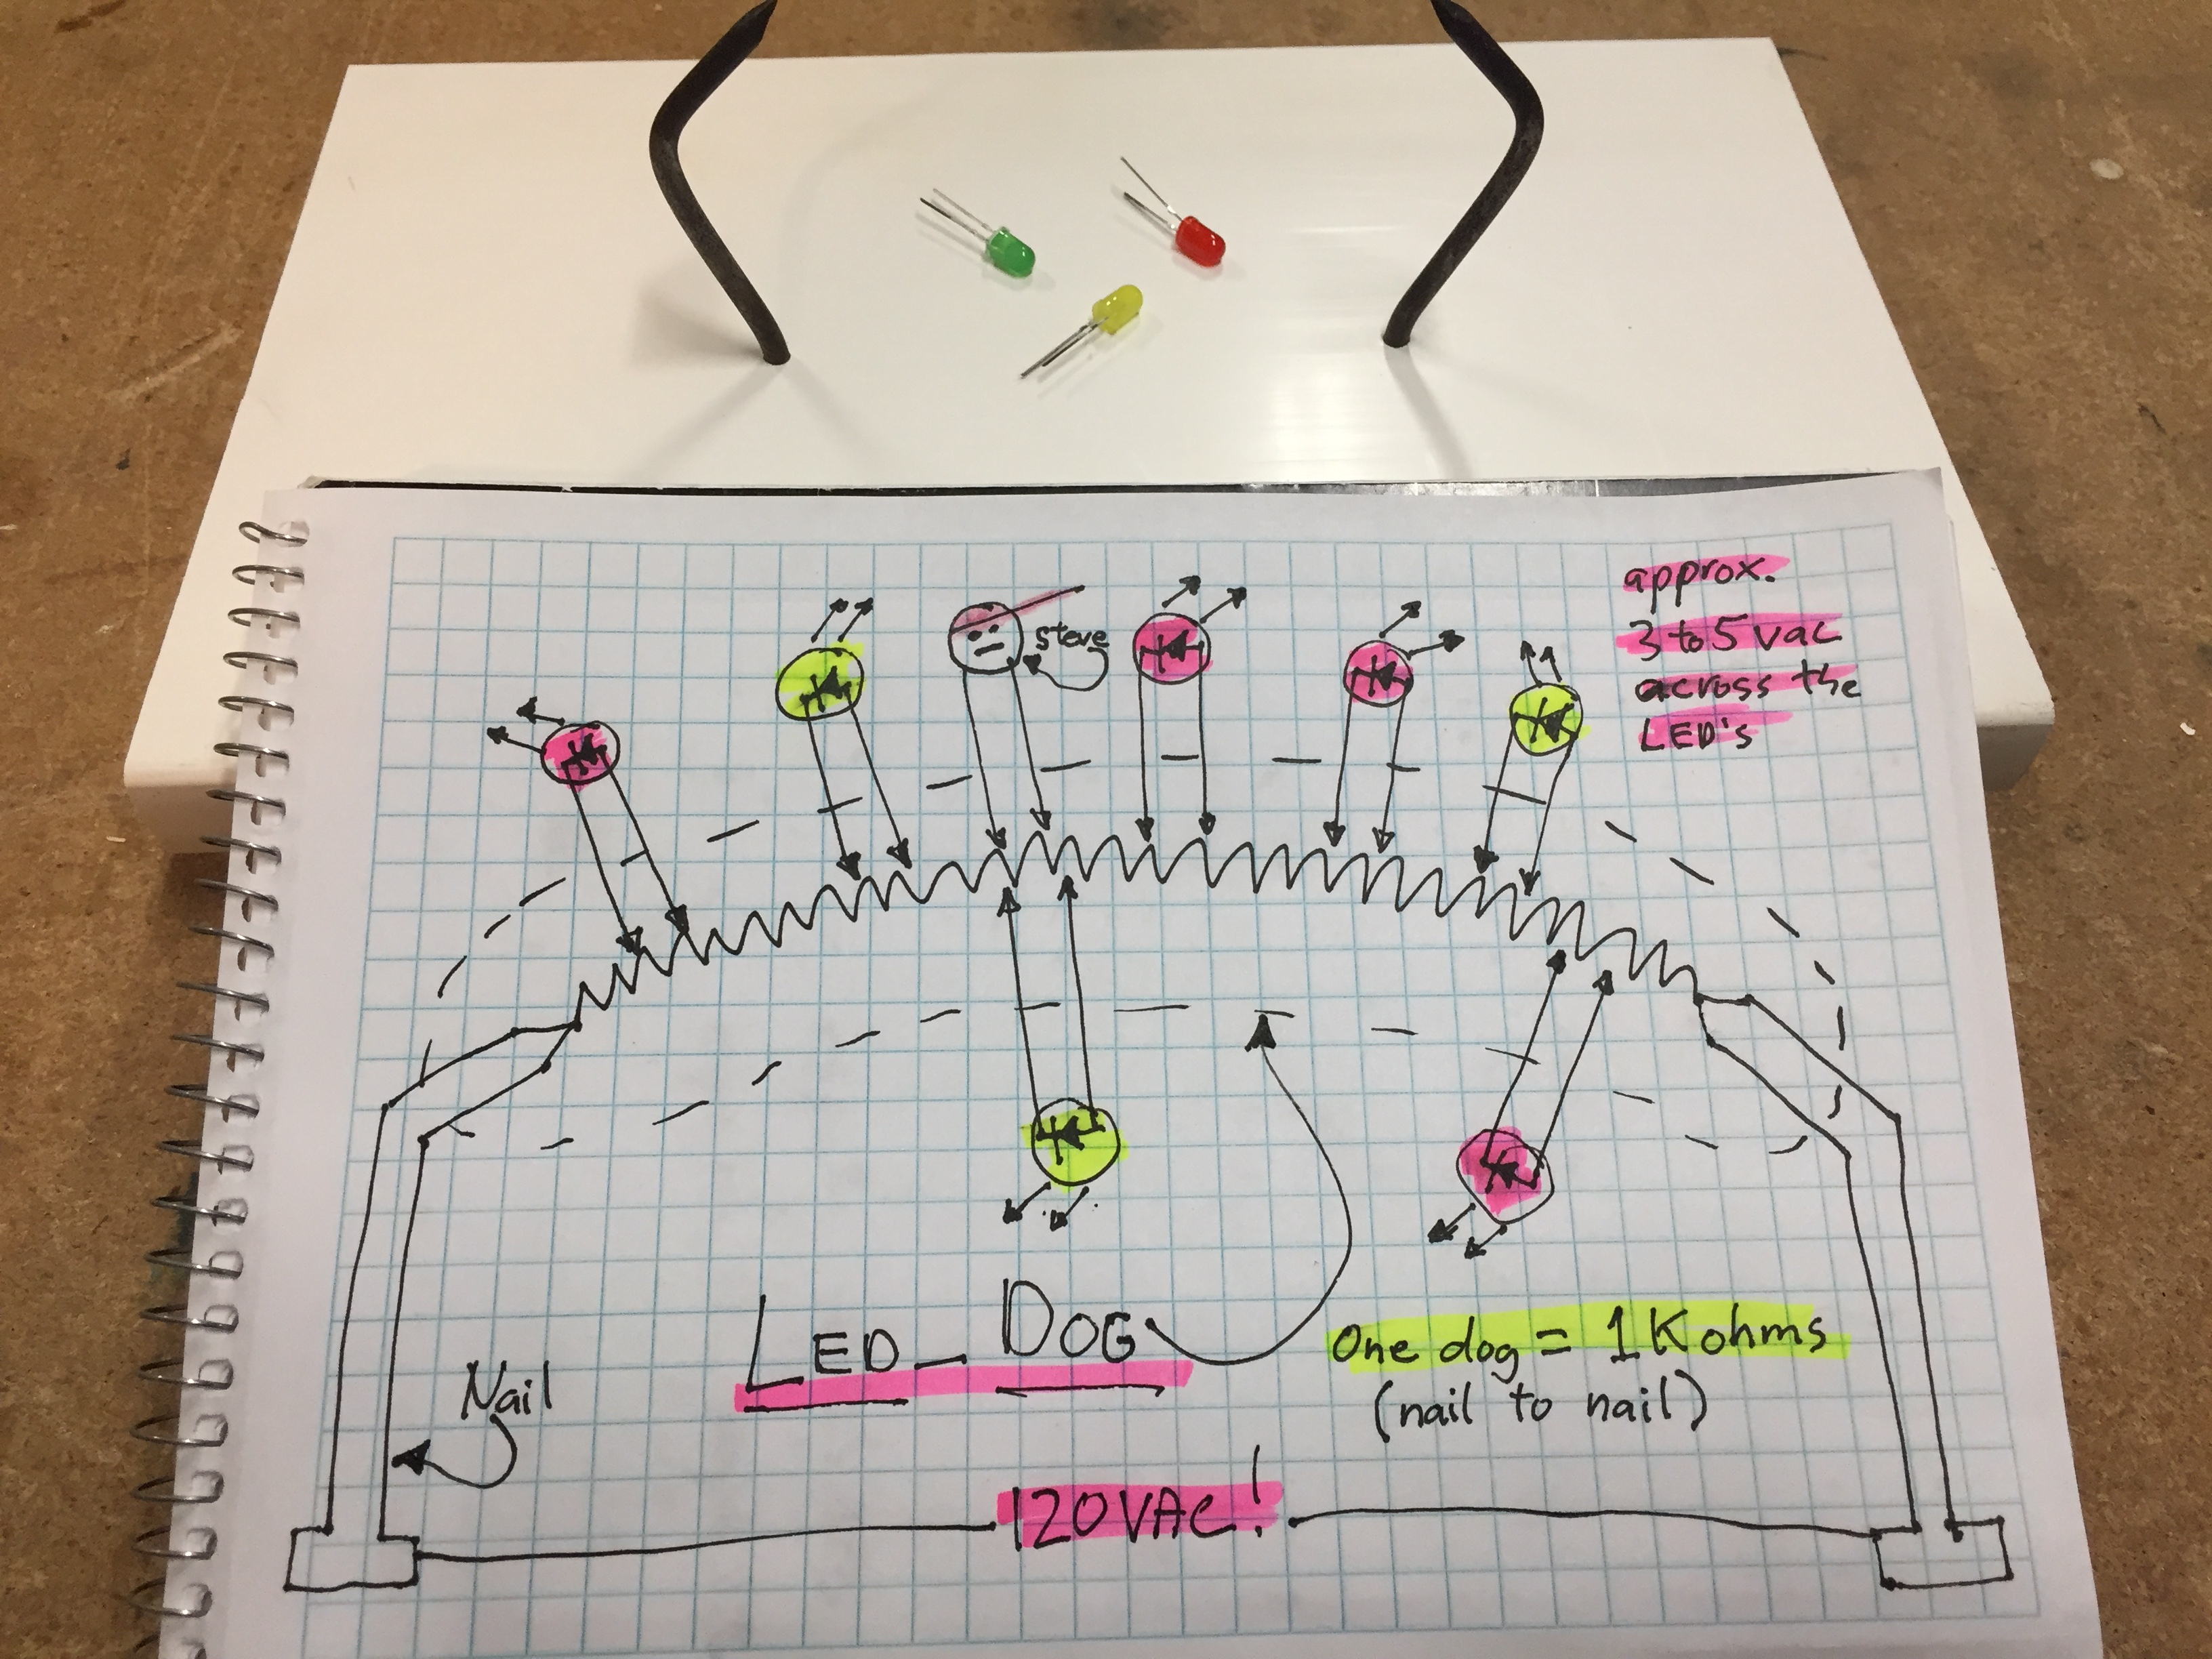 approx.
3 to 5 VAC
across the
LED's
Steve
Nail
LED-DOG
One dog = 1K ohms
(nail to nail)
120VAC!